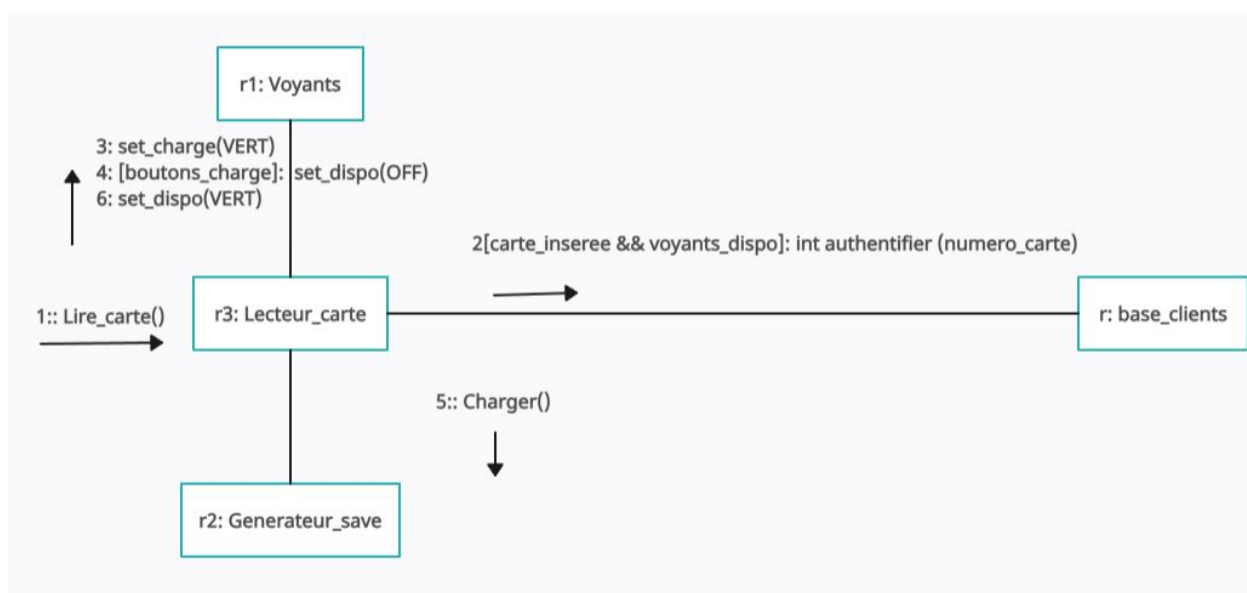 r1: Voyants
3: set_charge(VERT)
4: [boutons_charge]: set_dispo(OFF)
6: set_dispo(VERT)
2[carte_inseree && voyants_dispo]: int authentifier (numero_carte)
1:: Lire_carte()
r3: Lecteur_carte
r: base_clients
5:: Charger()
r2: Generateur_save